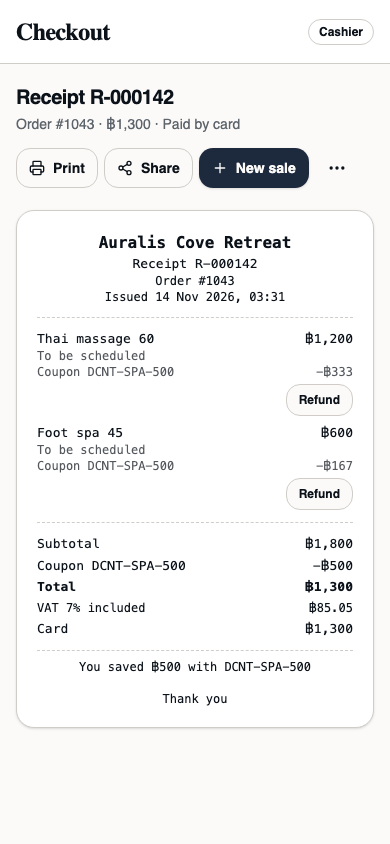 Checkout
Cashier
Receipt R-000142
Order #1043 · ฿1,300 · Paid by card
Print
Share
New sale
Auralis Cove Retreat
Receipt R-000142
Order #1043
Issued 14 Nov 2026, 03:31
Thai massage 60 ฿1,200
To be scheduled
Coupon DCNT-SPA-500 −฿333
Refund
Foot spa 45 ฿600
To be scheduled
Coupon DCNT-SPA-500 −฿167
Refund
Subtotal ฿1,800
Coupon DCNT-SPA-500 −฿500
Total ฿1,300
VAT 7% included ฿85.05
Card ฿1,300
You saved ฿500 with DCNT-SPA-500
Thank you